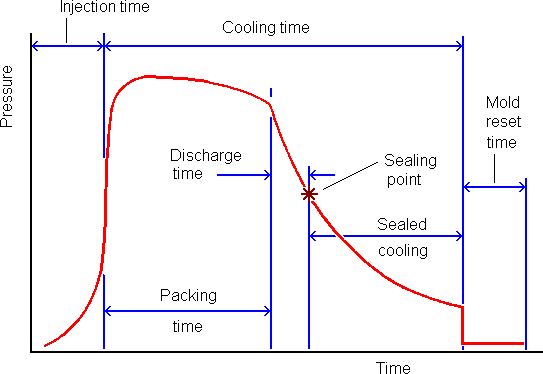 Injection time
Cooling time
Pressure
Mold
reset
time
Discharge
time
Sealing
point
Sealed
cooling
Packing
time
Time